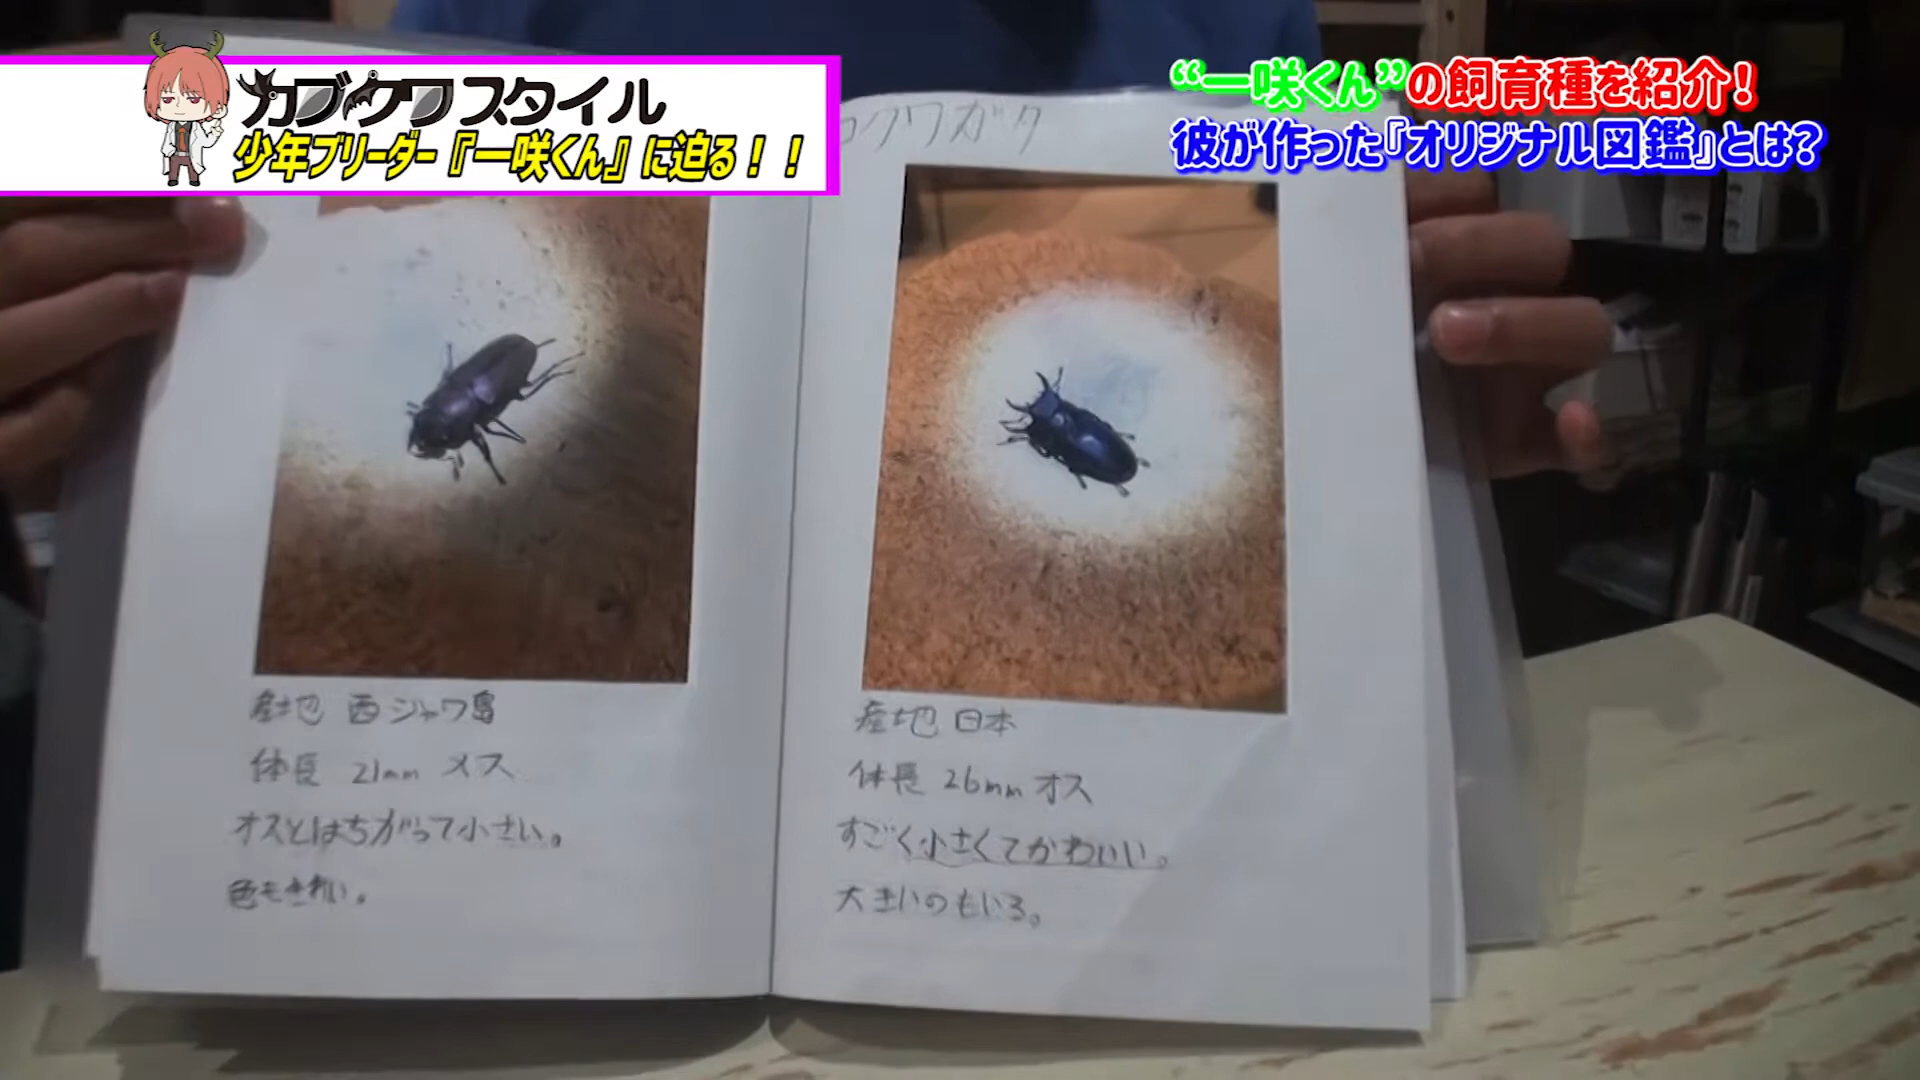 カブクワスタイル
少年ブリーダー『一咲くん』に迫る！！
“一咲くん”の飼育種を紹介！
彼が作った『オリジナル図鑑』とは？
コクワガタ
産地 西ジャワ島
体長 21mm メス
オスとはちがって小さい。
色もきれい。
産地 日本
体長 26mm オス
すごく小さくてかわいい。
大きいのもいる。